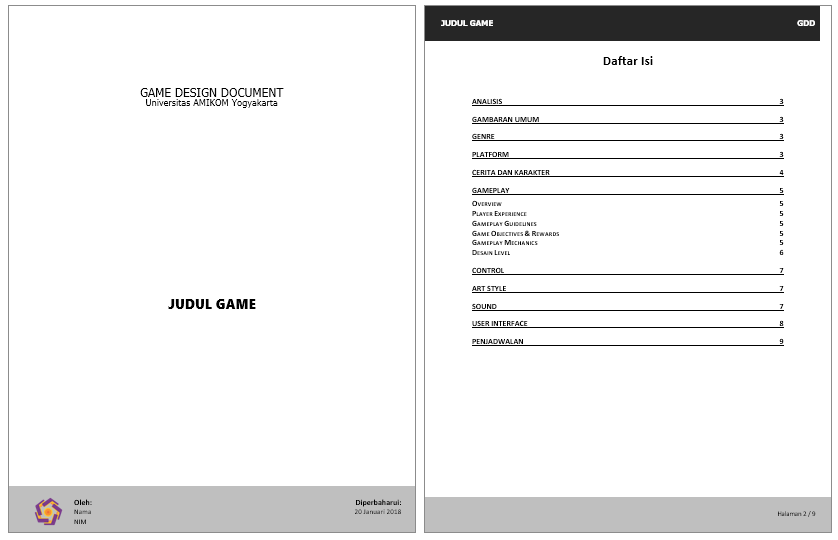 GAME DESIGN DOCUMENT
Universitas AMIKOM Yogyakarta
JUDUL GAME
Oleh:
Nama
NIM
Diperbaharui:
20 Januari 2018
JUDUL GAME GDD
Daftar Isi
ANALISIS 3
GAMBARAN UMUM 3
GENRE 3
PLATFORM 3
CERITA DAN KARAKTER 4
GAMEPLAY 5
Overview 5
Player Experience 5
Gameplay Guidelines 5
Game Objectives & Rewards 5
Gameplay Mechanics 5
Desain Level 6
CONTROL 7
ART STYLE 7
SOUND 7
USER INTERFACE 8
PENJADWALAN 9
Halaman 2 / 9